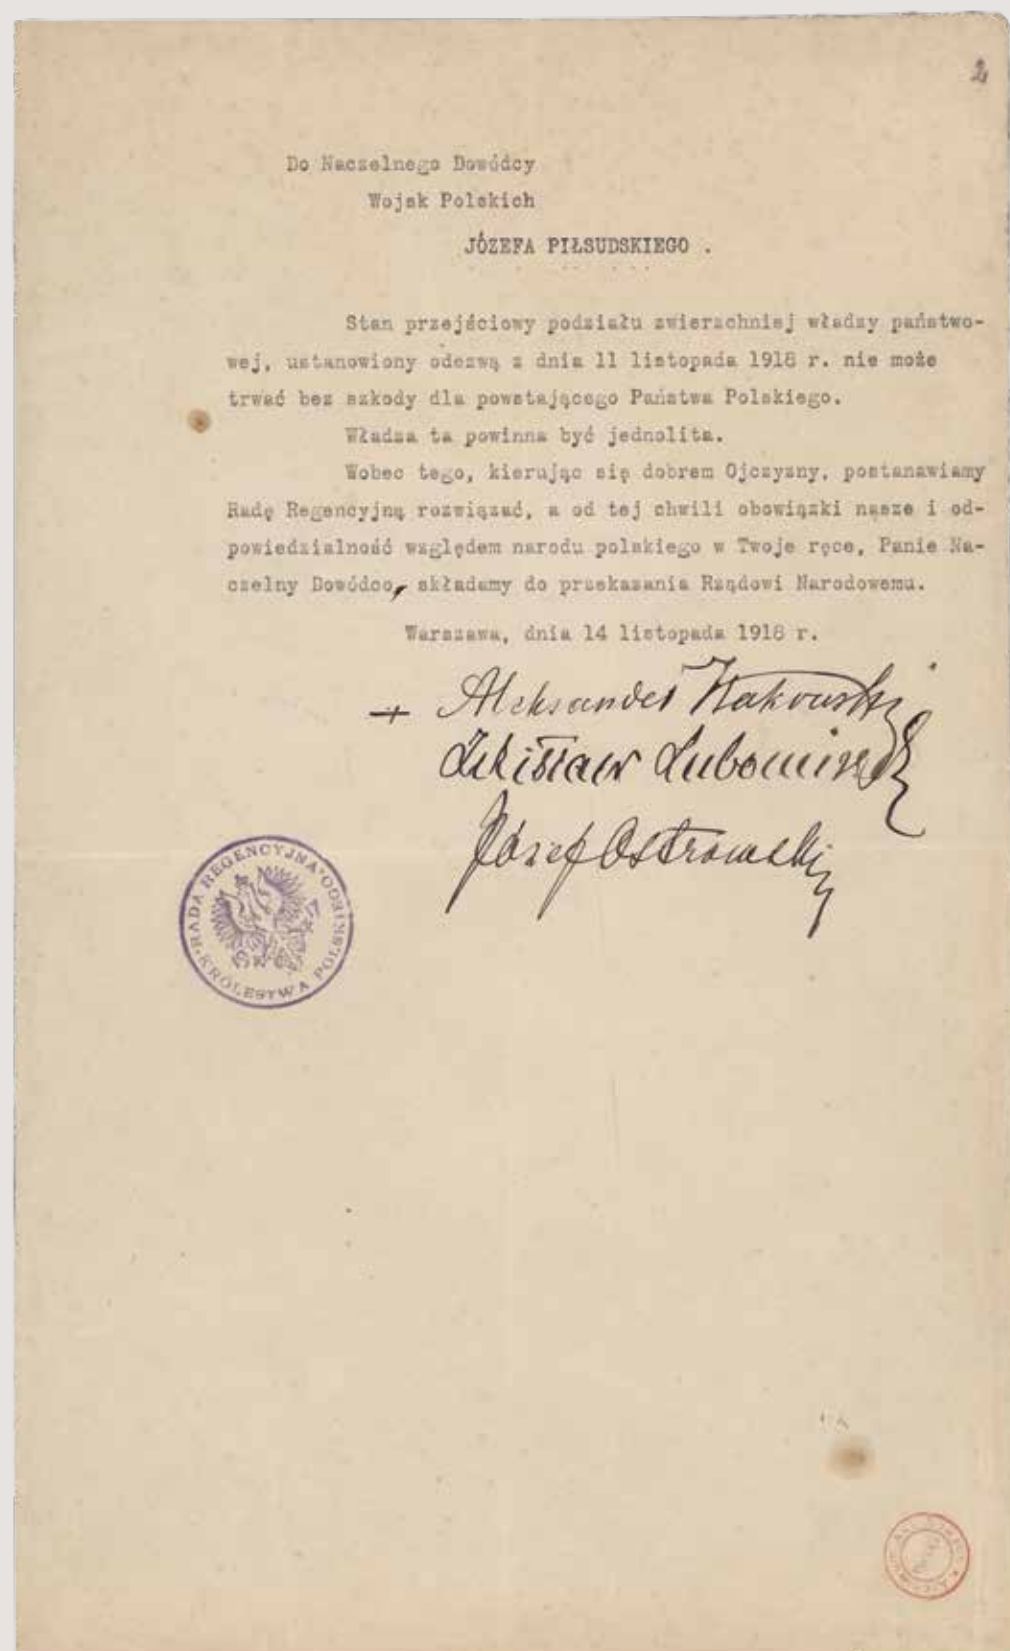 2
Do Naczelnego Dowódcy
Wojsk Polskich
JÓZEFA PIŁSUDSKIEGO .
Stan przejściowy podziału zwierzchniej władzy państwo-
wej, ustanowiony odezwą z dnia 11 listopada 1918 r. nie może
trwać bez szkody dla powstającego Państwa Polskiego.
Władza ta powinna być jednolita.
Wobec tego, kierując się dobrem Ojczyzny, postanawiamy
Radę Regencyjną rozwiązać, a od tej chwili obowiązki nasze i od-
powiedzialność względem narodu polskiego w Twoje ręce, Panie Na-
czelny Dowódco, składamy do przekazania Rządowi Narodowemu.
Warszawa, dnia 14 listopada 1918 r.
+ Aleksander Kakowski
Zdzisław Lubomirski
Józef Ostrowski
RADA REGENCYJNA
KRÓLESTWA POLSKIEGO